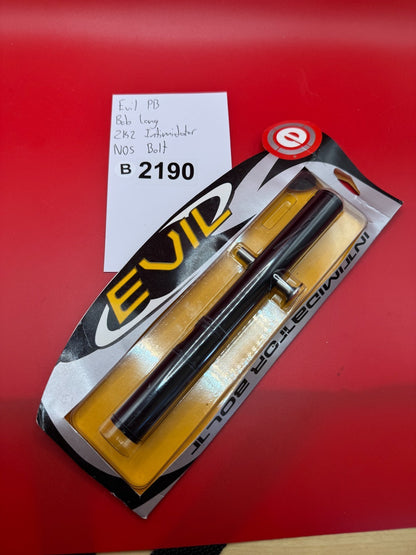 Evil PB
Bob Long
2K2 Intimidator
NOS Bolt
B 2190
e
EVIL
INTIMIDATOR BOLT